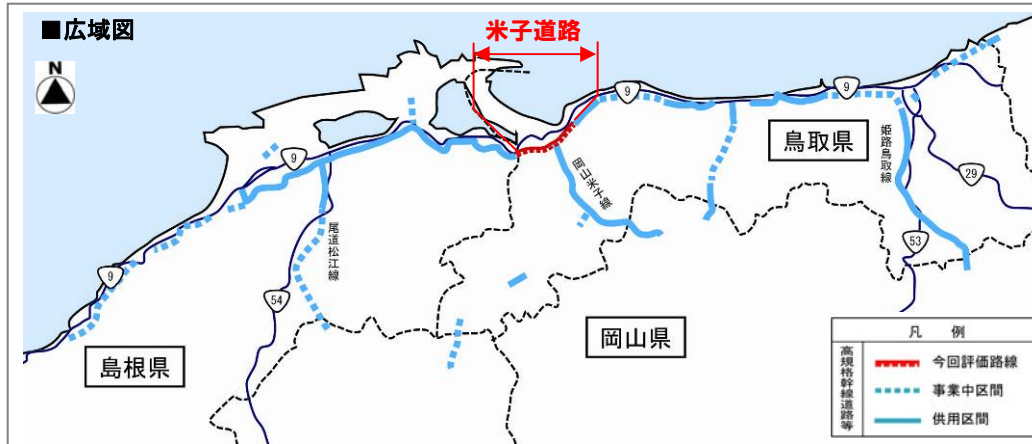 ■広域図
米子道路
N
9
9
9
9
鳥取県
姫路鳥取線
29
53
岡山米子線
尾道松江線
54
島根県
岡山県
凡 例
高規格幹線道路等
今回評価路線
事業中区間
供用区間